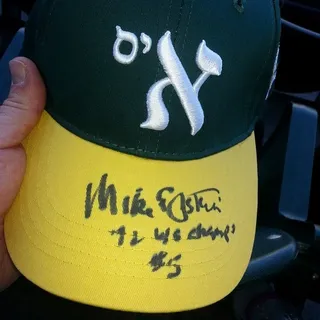 א'ס
Mike Epstein
'72 WS Champs
#5